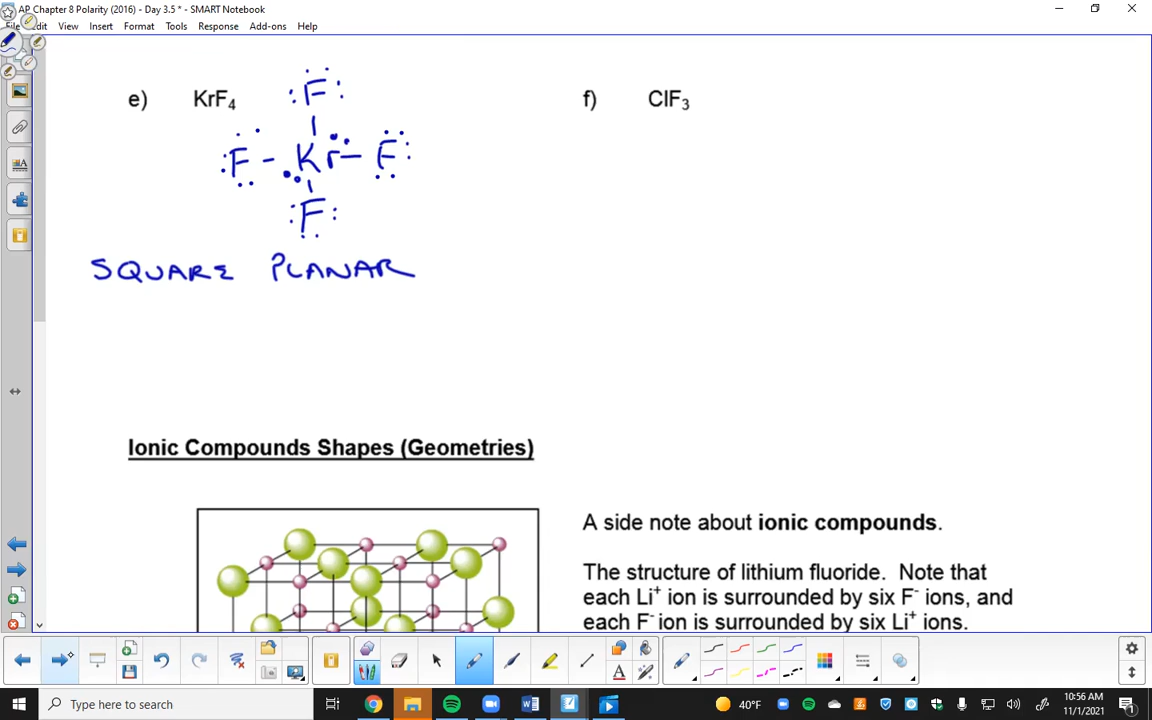 AP Chapter 8 Polarity (2016) - Day 3.5 * - SMART Notebook
File Edit View Insert Format Tools Response Add-ons Help
e) KrF₄
f) ClF₃
F
F - Kr - F
F
SQUARE PLANAR
Ionic Compounds Shapes (Geometries)
A side note about ionic compounds.
The structure of lithium fluoride. Note that
each Li⁺ ion is surrounded by six F⁻ ions, and
each F⁻ ion is surrounded by six Li⁺ ions.
Type here to search
40°F
10:56 AM
11/1/2021